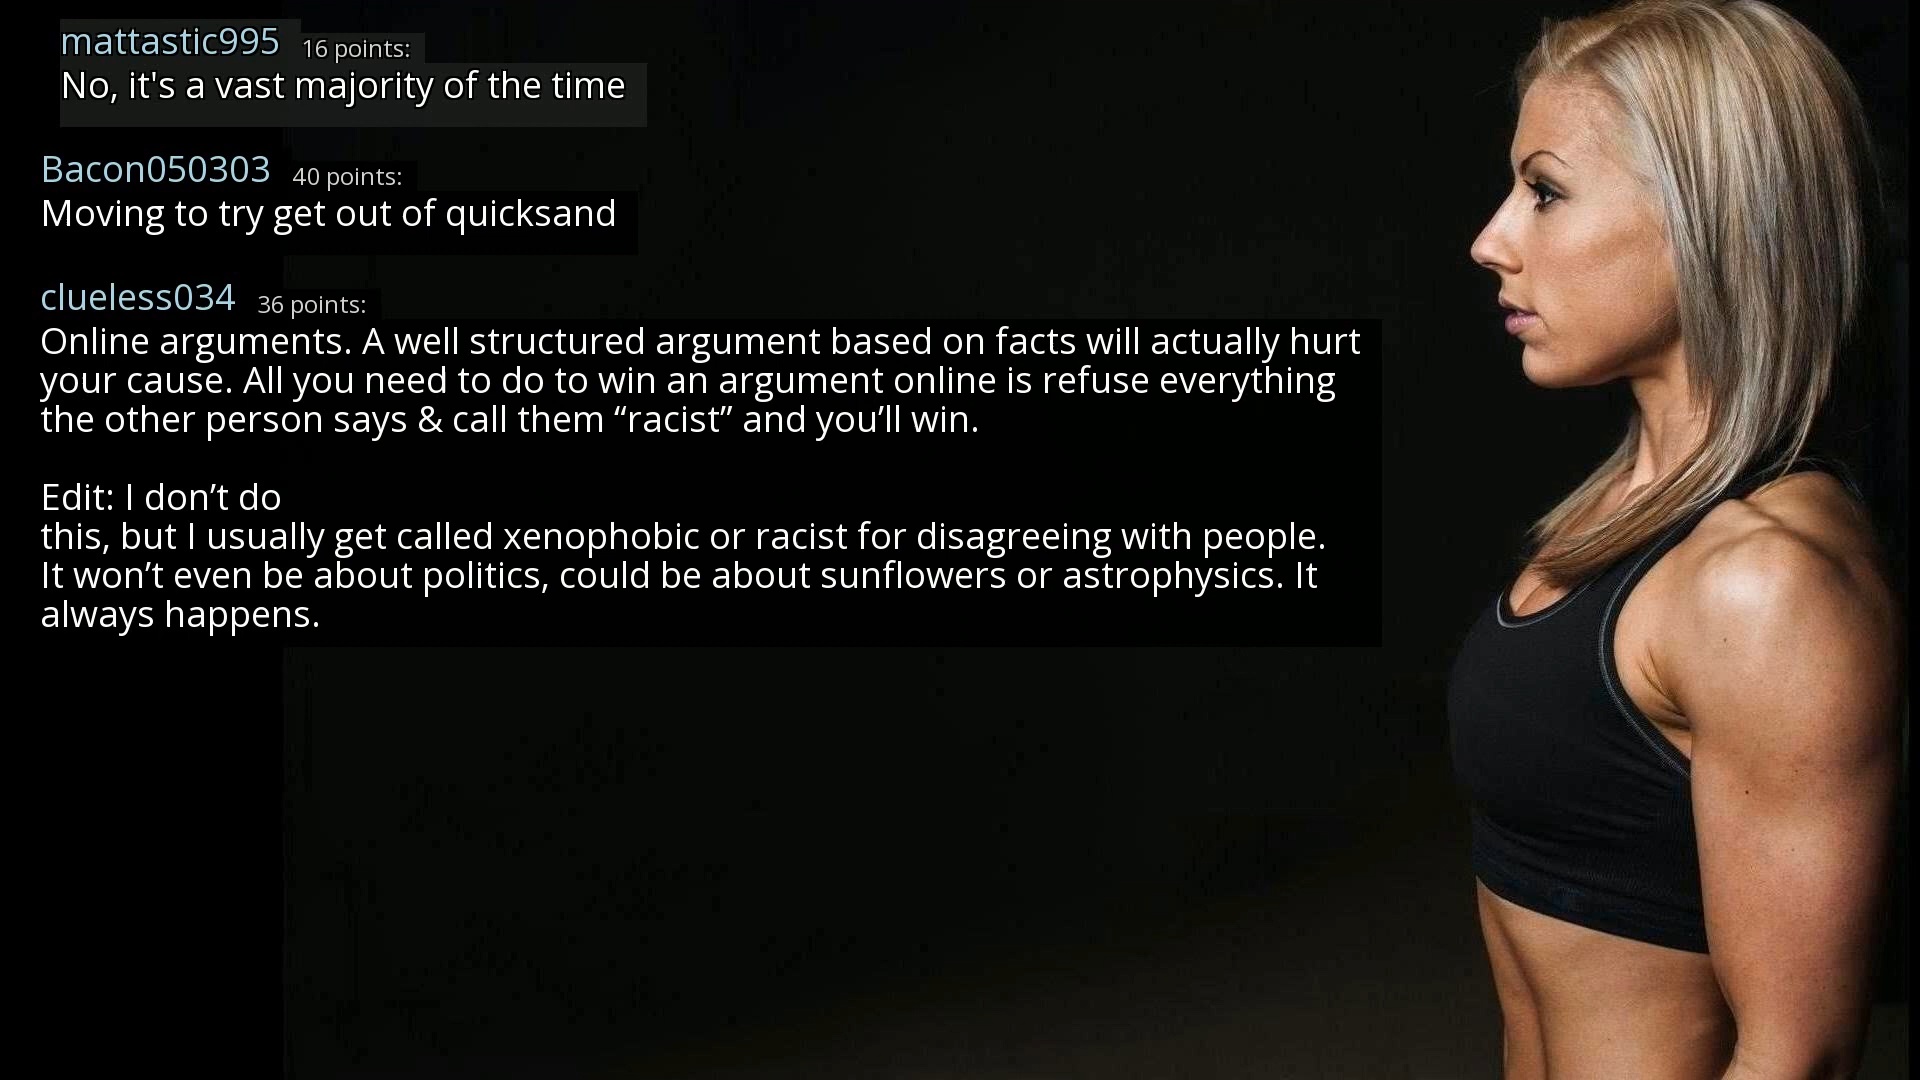 mattastic995 16 points:
No, it's a vast majority of the time
Bacon050303 40 points:
Moving to try get out of quicksand
clueless034 36 points:
Online arguments. A well structured argument based on facts will actually hurt
your cause. All you need to do to win an argument online is refuse everything
the other person says & call them “racist” and you’ll win.
Edit: I don’t do
this, but I usually get called xenophobic or racist for disagreeing with people.
It won’t even be about politics, could be about sunflowers or astrophysics. It
always happens.